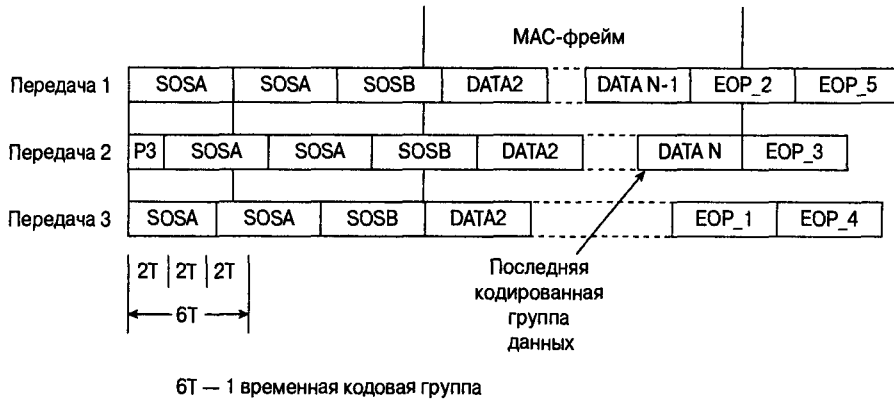 МАС-фрейм
Передача 1 SOSA SOSA SOSB DATA2 DATA N-1 EOP_2 EOP_5
Передача 2 P3 SOSA SOSA SOSB DATA2 DATA N EOP_3
Передача 3 SOSA SOSA SOSB DATA2 EOP_1 EOP_4
2T 2T 2T
6T
Последняя
кодированная
группа
данных
6T — 1 временная кодовая группа